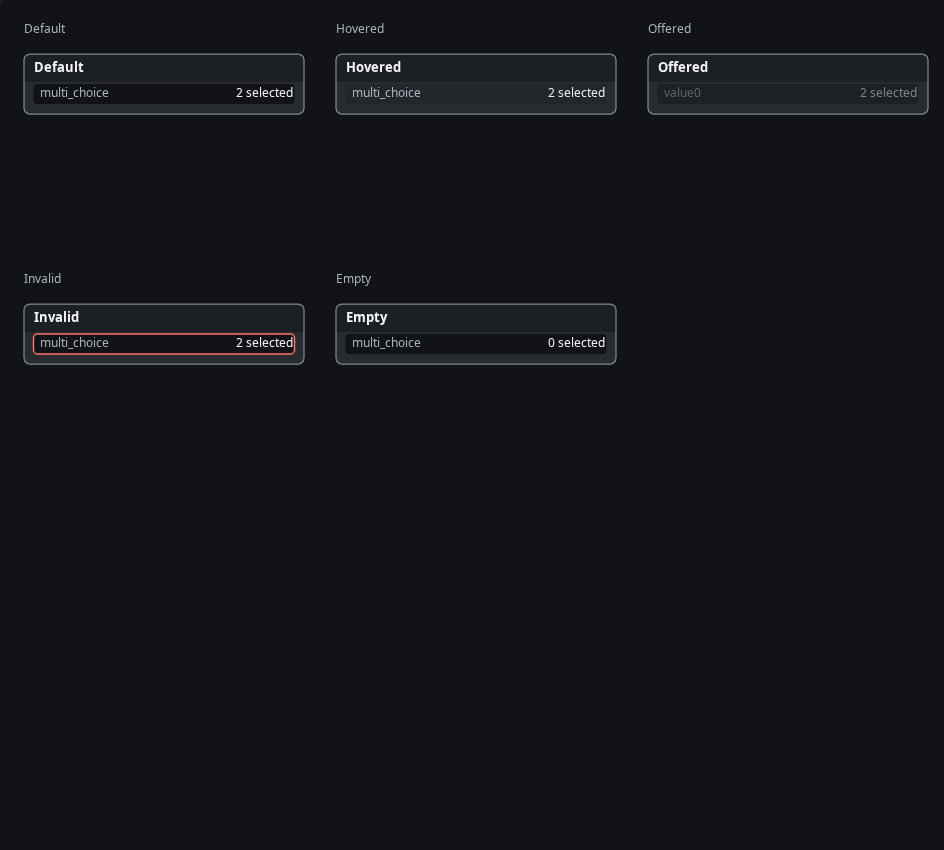 Default
Hovered
Offered
Default
Hovered
Offered
multi_choice 2 selected
multi_choice 2 selected
value0 2 selected
Invalid
Empty
Invalid
Empty
multi_choice 2 selected
multi_choice 0 selected